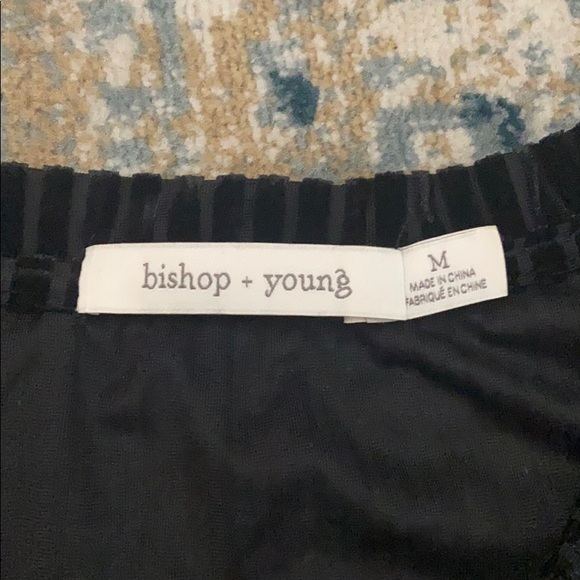 bishop + young
M
MADE IN CHINA
FABRIQUÉ EN CHINE